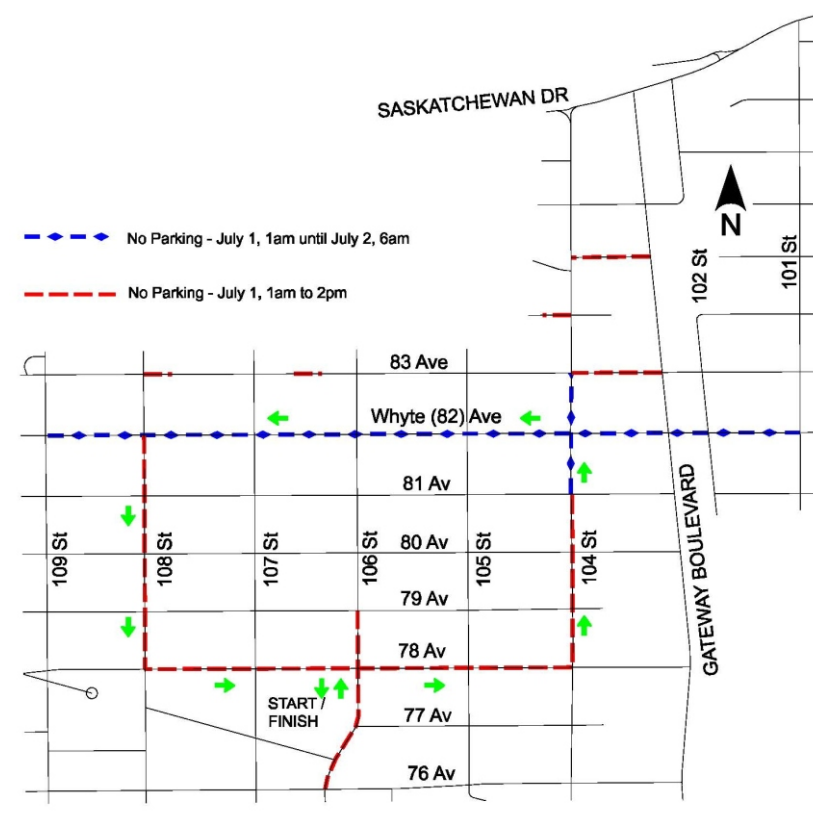 SASKATCHEWAN DR
N
102 St
101 St
No Parking - July 1, 1am until July 2, 6am
No Parking - July 1, 1am to 2pm
83 Ave
Whyte (82) Ave
81 Av
109 St
108 St
107 St
106 St
105 St
104 St
80 Av
GATEWAY BOULEVARD
79 Av
78 Av
START /
FINISH
77 Av
76 Av